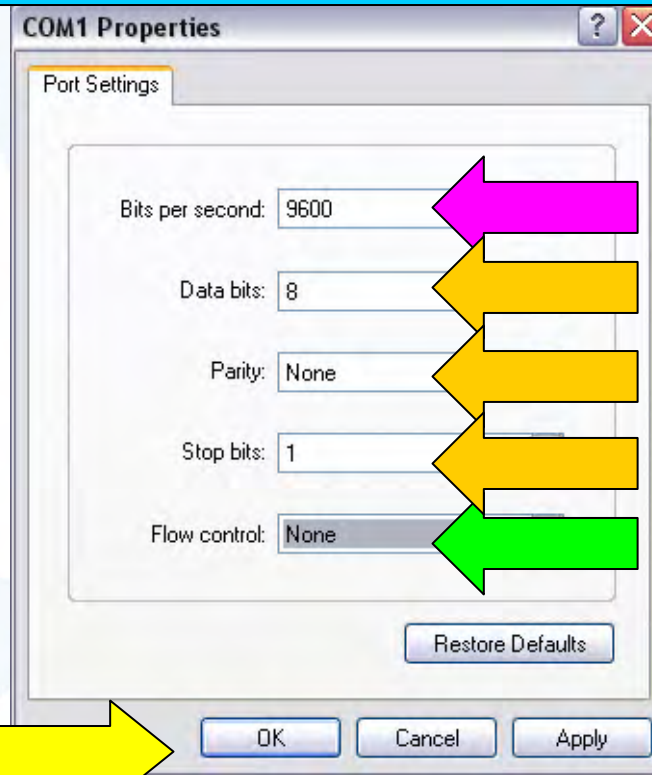 COM1 Properties ?
Port Settings
Bits per second: 9600
Data bits: 8
Parity: None
Stop bits: 1
Flow control: None
Restore Defaults
OK Cancel Apply